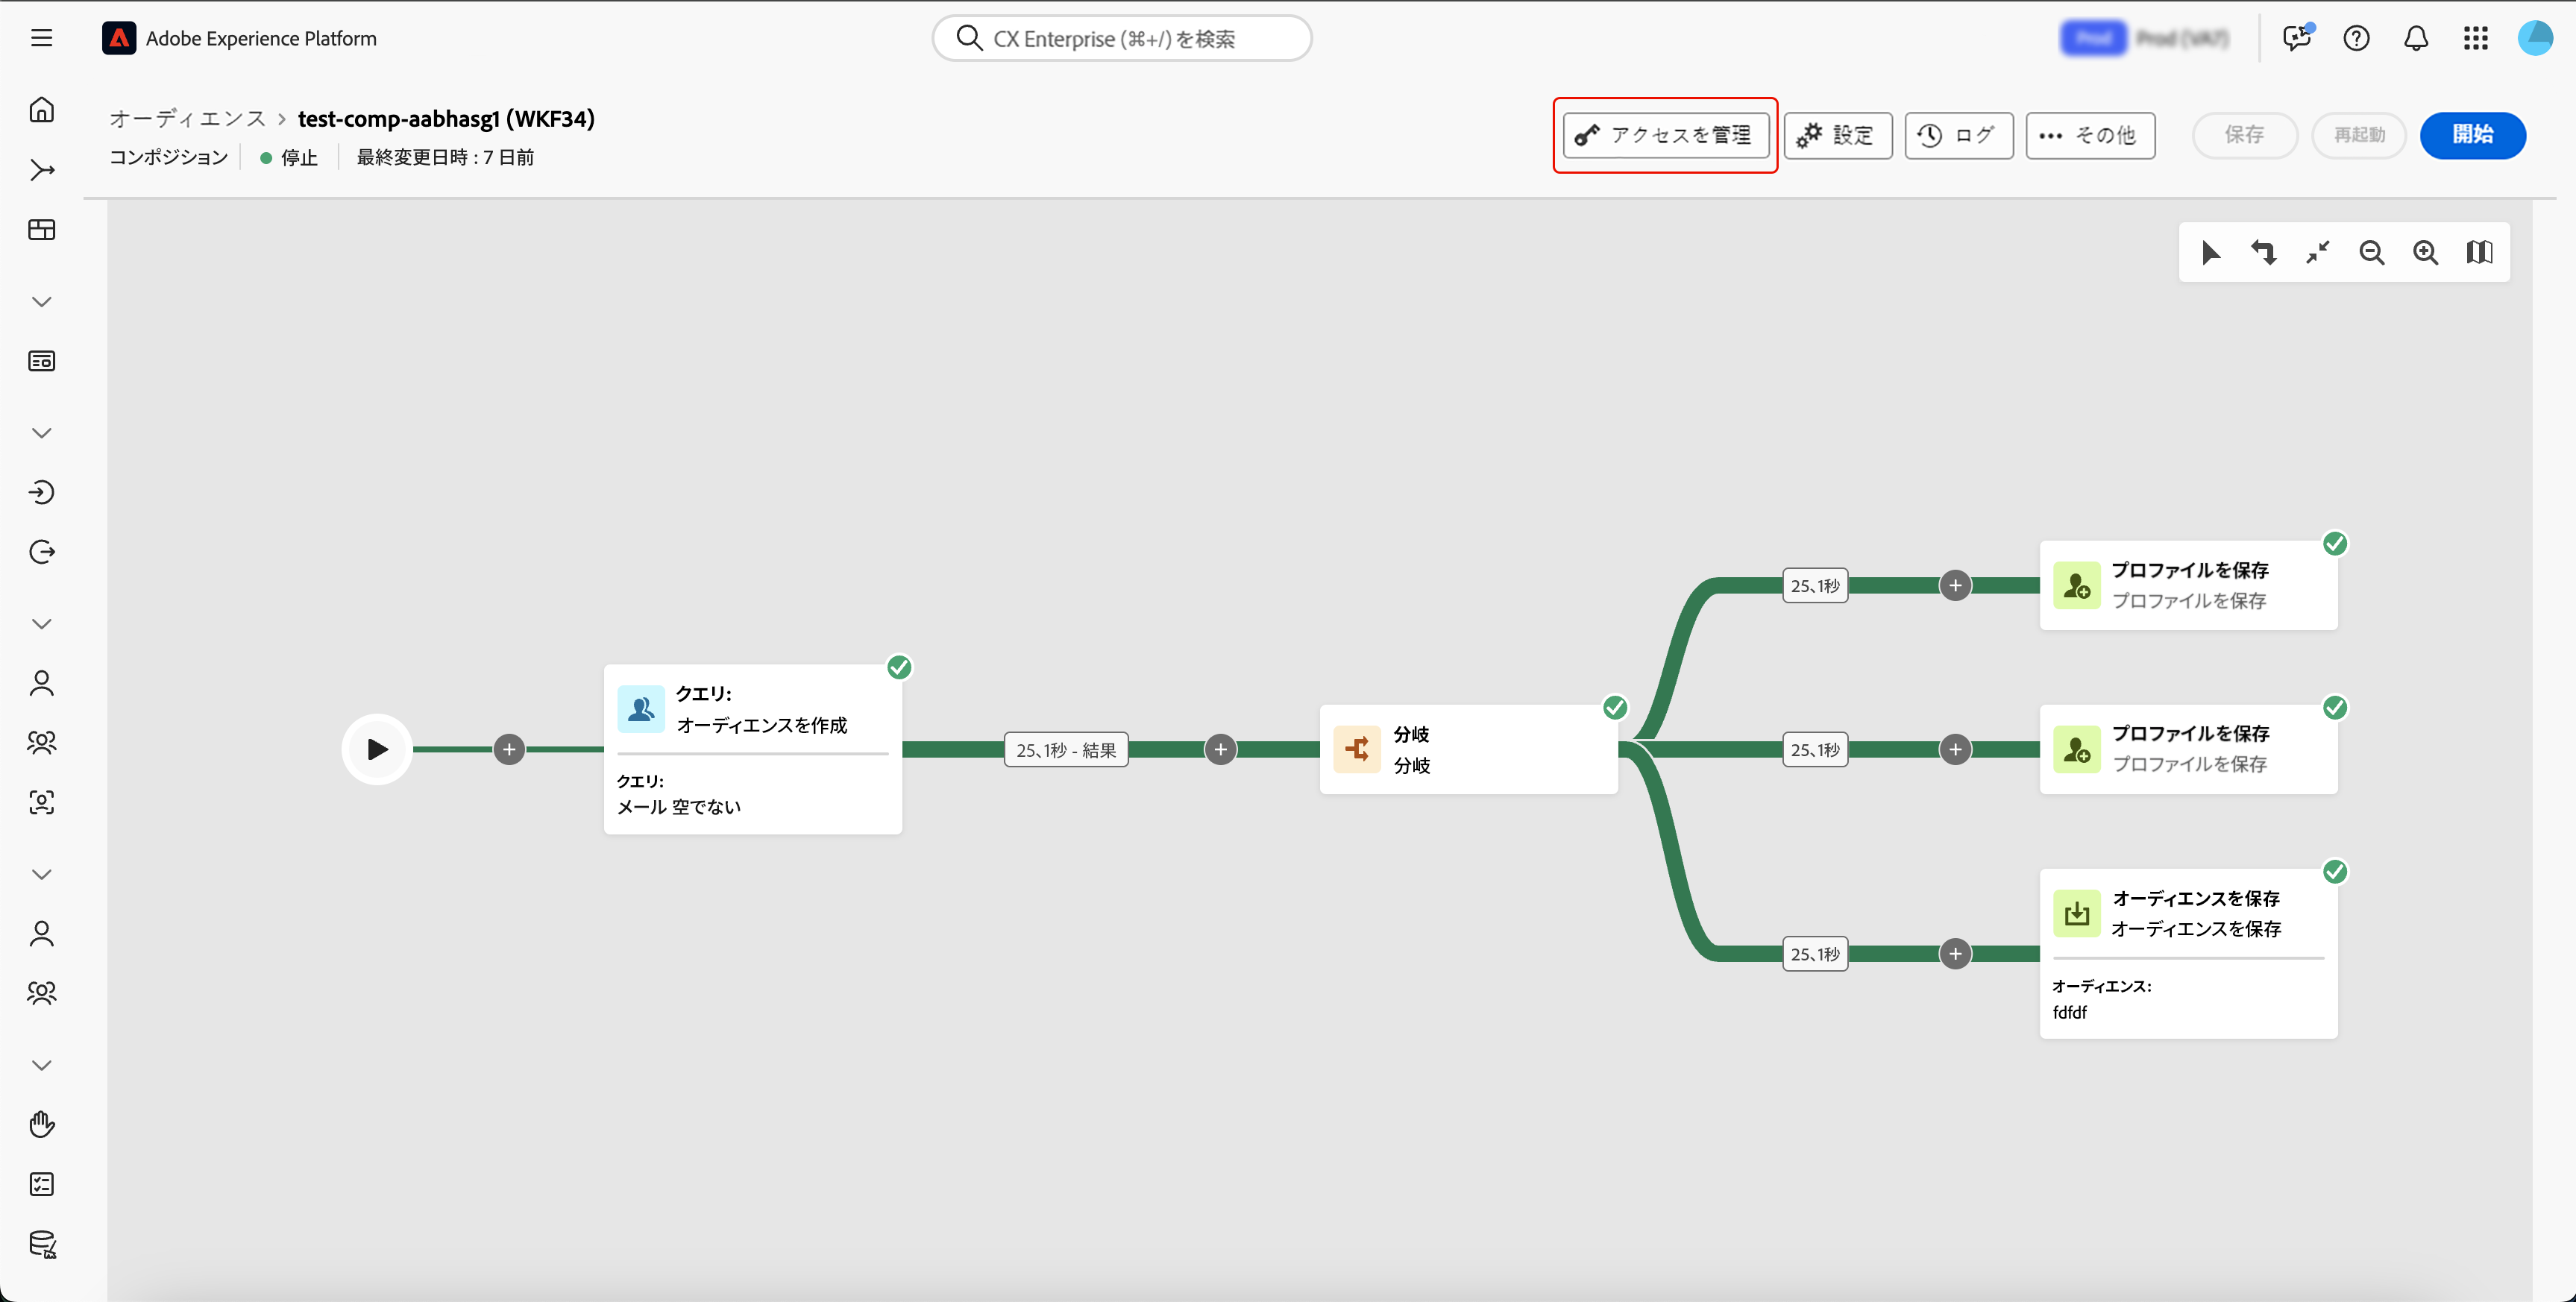 Adobe Experience Platform
CX Enterprise (⌘+/) を検索
Prod
Prod (VA7)
オーディエンス › test-comp-aabhasg1 (WKF34)
コンポジション
停止
最終変更日時 : 7 日前
アクセスを管理
設定
ログ
その他
保存
再起動
開始
クエリ:
オーディエンスを作成
クエリ:
メール 空でない
25、1秒 - 結果
分岐
分岐
25、1秒
プロファイルを保存
プロファイルを保存
25、1秒
プロファイルを保存
プロファイルを保存
25、1秒
オーディエンスを保存
オーディエンスを保存
オーディエンス:
fdfdf